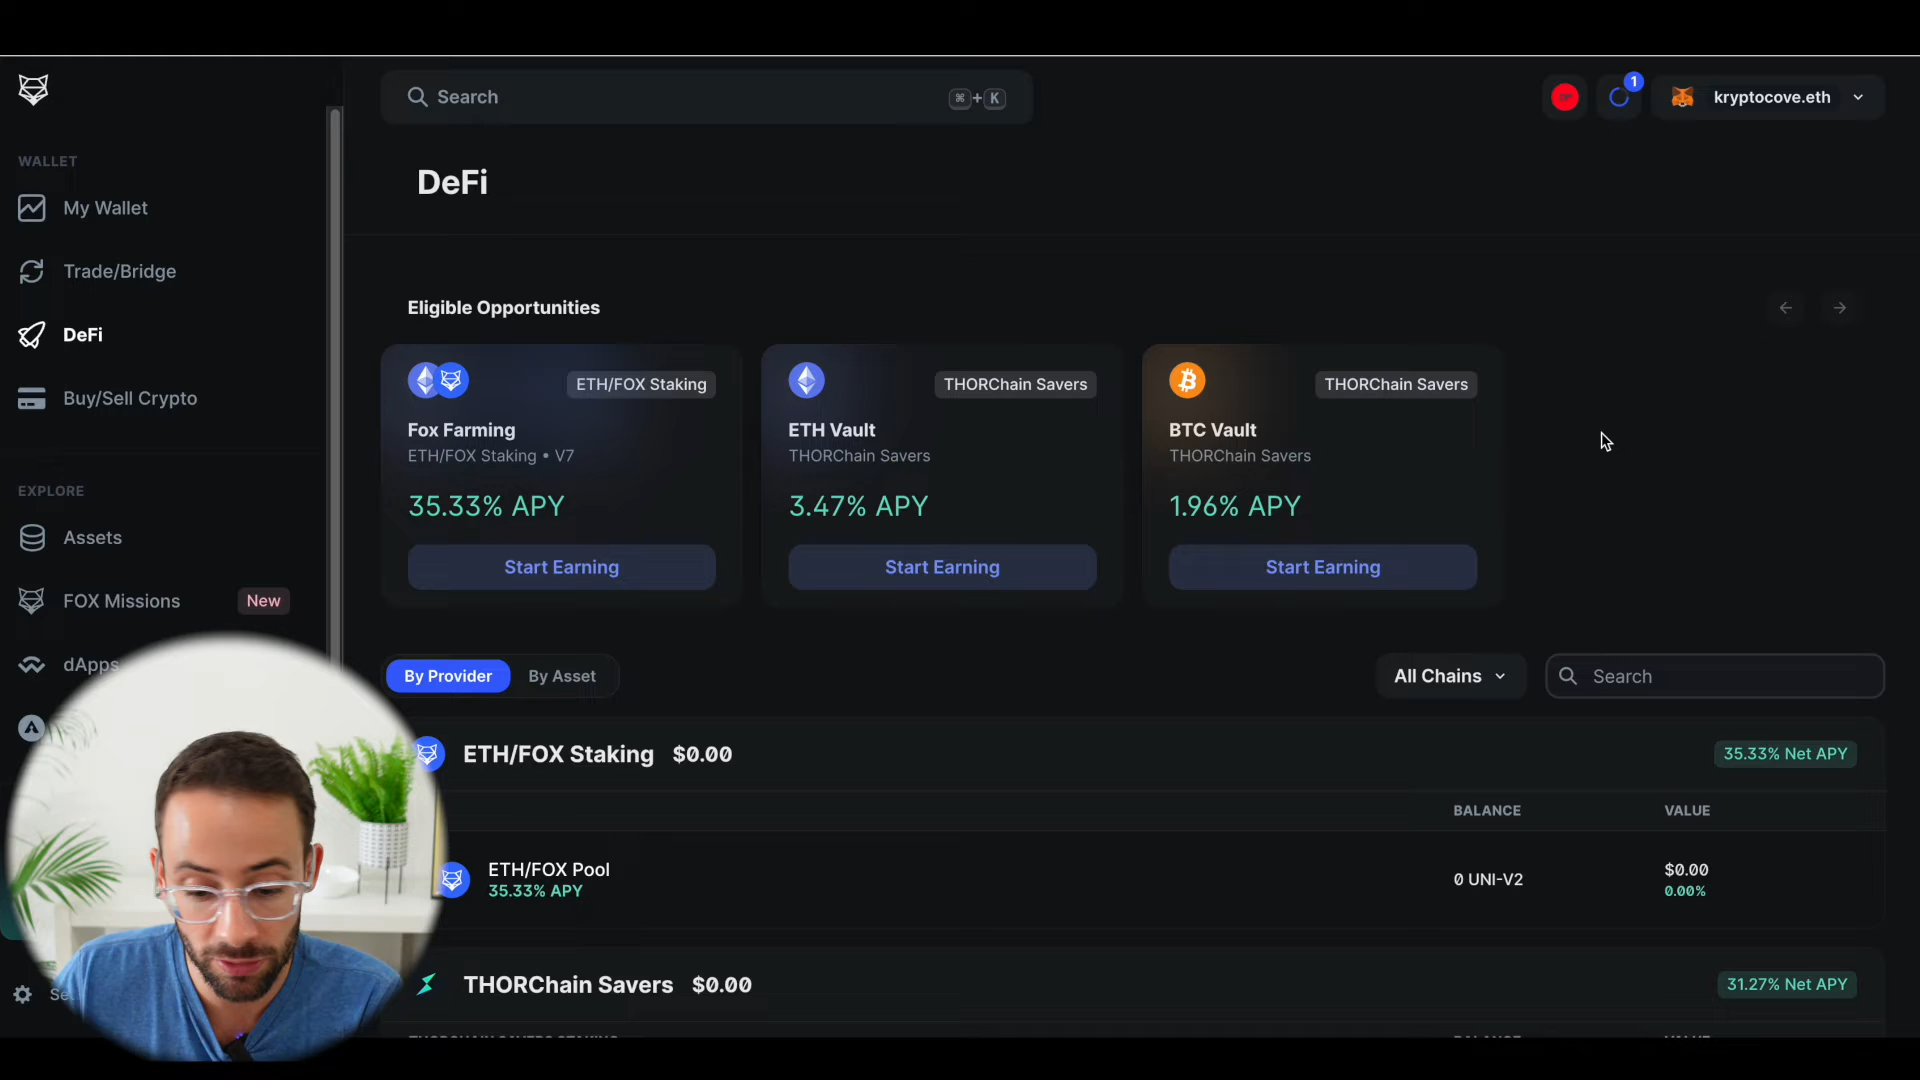 Search
⌘+K
1
kryptocove.eth
WALLET
My Wallet
Trade/Bridge
DeFi
Buy/Sell Crypto
EXPLORE
Assets
FOX Missions New
dApps
DeFi
Eligible Opportunities
ETH/FOX Staking
Fox Farming
ETH/FOX Staking • V7
35.33% APY
Start Earning
THORChain Savers
ETH Vault
THORChain Savers
3.47% APY
Start Earning
THORChain Savers
BTC Vault
THORChain Savers
1.96% APY
Start Earning
By Provider By Asset
All Chains
Search
ETH/FOX Staking $0.00
35.33% Net APY
BALANCE VALUE
ETH/FOX Pool
35.33% APY
0 UNI-V2
$0.00
0.00%
THORChain Savers $0.00
31.27% Net APY